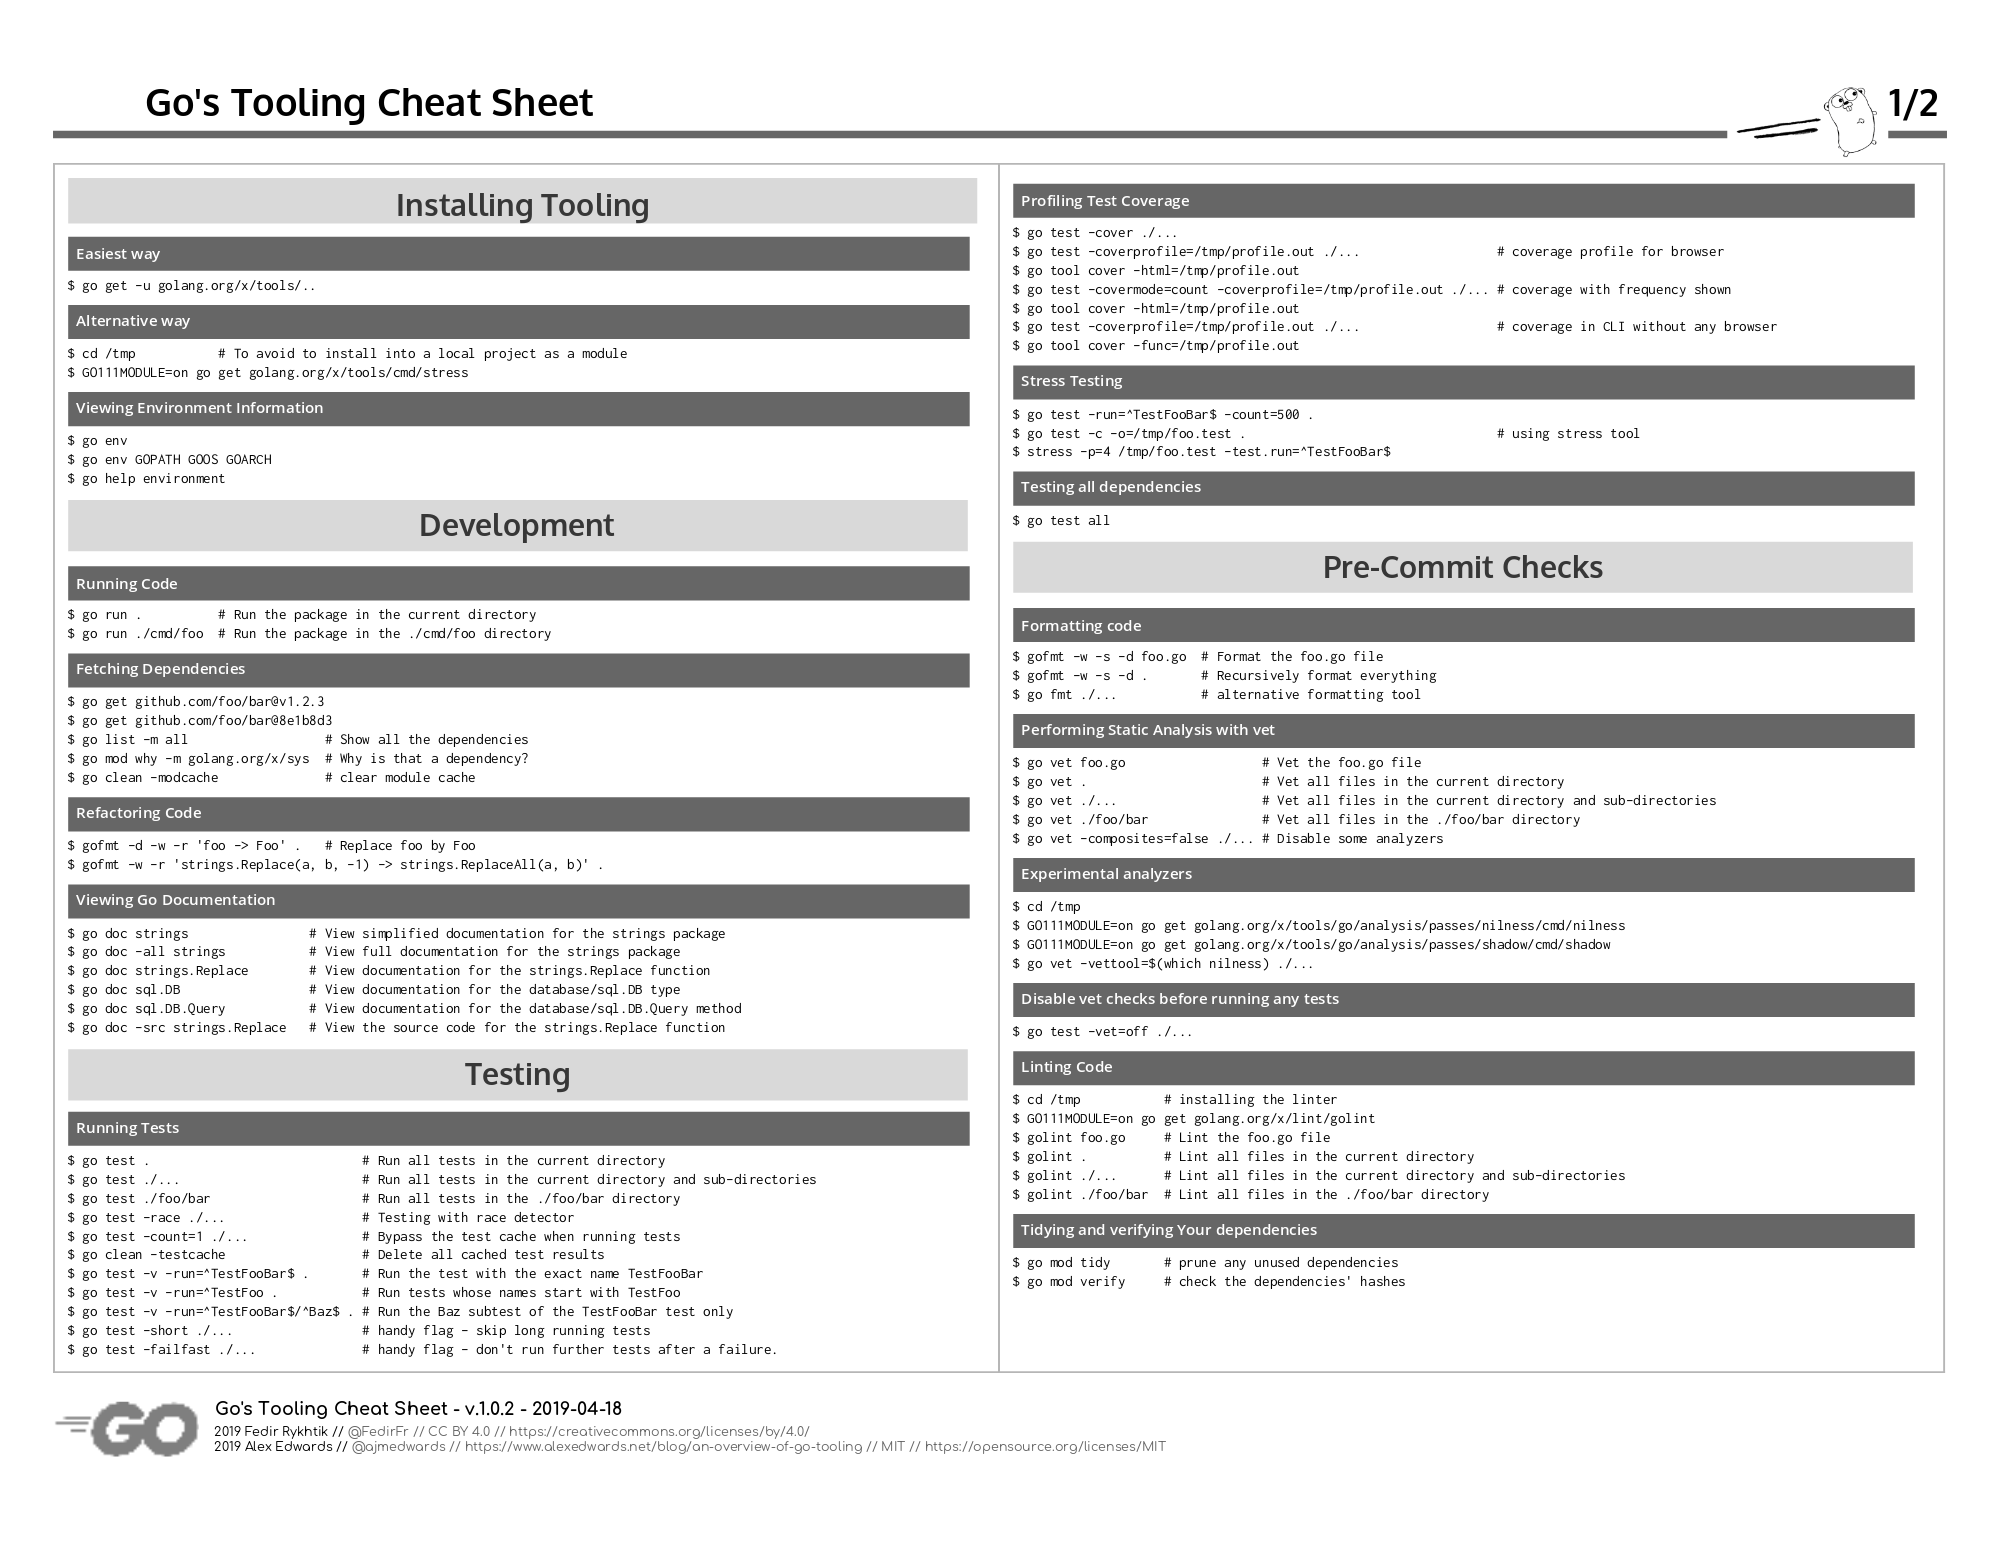 Go's Tooling Cheat Sheet
1/2
Installing Tooling
Easiest way
$ go get -u golang.org/x/tools/..
Alternative way
$ cd /tmp # To avoid to install into a local project as a module
$ GO111MODULE=on go get golang.org/x/tools/cmd/stress
Viewing Environment Information
$ go env
$ go env GOPATH GOOS GOARCH
$ go help environment
Development
Running Code
$ go run . # Run the package in the current directory
$ go run ./cmd/foo # Run the package in the ./cmd/foo directory
Fetching Dependencies
$ go get github.com/foo/bar@v1.2.3
$ go get github.com/foo/bar@8e1b8d3
$ go list -m all # Show all the dependencies
$ go mod why -m golang.org/x/sys # Why is that a dependency?
$ go clean -modcache # clear module cache
Refactoring Code
$ gofmt -d -w -r 'foo -> Foo' . # Replace foo by Foo
$ gofmt -w -r 'strings.Replace(a, b, -1) -> strings.ReplaceAll(a, b)' .
Viewing Go Documentation
$ go doc strings # View simplified documentation for the strings package
$ go doc -all strings # View full documentation for the strings package
$ go doc strings.Replace # View documentation for the strings.Replace function
$ go doc sql.DB # View documentation for the database/sql.DB type
$ go doc sql.DB.Query # View documentation for the database/sql.DB.Query method
$ go doc -src strings.Replace # View the source code for the strings.Replace function
Testing
Running Tests
$ go test . # Run all tests in the current directory
$ go test ./... # Run all tests in the current directory and sub-directories
$ go test ./foo/bar # Run all tests in the ./foo/bar directory
$ go test -race ./... # Testing with race detector
$ go test -count=1 ./... # Bypass the test cache when running tests
$ go clean -testcache # Delete all cached test results
$ go test -v -run=^TestFooBar$ . # Run the test with the exact name TestFooBar
$ go test -v -run=^TestFoo . # Run tests whose names start with TestFoo
$ go test -v -run=^TestFooBar$/^Baz$ . # Run the Baz subtest of the TestFooBar test only
$ go test -short ./... # handy flag - skip long running tests
$ go test -failfast ./... # handy flag - don't run further tests after a failure.
Profiling Test Coverage
$ go test -cover ./...
$ go test -coverprofile=/tmp/profile.out ./... # coverage profile for browser
$ go tool cover -html=/tmp/profile.out
$ go test -covermode=count -coverprofile=/tmp/profile.out ./... # coverage with frequency shown
$ go tool cover -html=/tmp/profile.out
$ go test -coverprofile=/tmp/profile.out ./... # coverage in CLI without any browser
$ go tool cover -func=/tmp/profile.out
Stress Testing
$ go test -run=^TestFooBar$ -count=500 .
$ go test -c -o=/tmp/foo.test . # using stress tool
$ stress -p=4 /tmp/foo.test -test.run=^TestFooBar$
Testing all dependencies
$ go test all
Pre-Commit Checks
Formatting code
$ gofmt -w -s -d foo.go # Format the foo.go file
$ gofmt -w -s -d . # Recursively format everything
$ go fmt ./... # alternative formatting tool
Performing Static Analysis with vet
$ go vet foo.go # Vet the foo.go file
$ go vet . # Vet all files in the current directory
$ go vet ./... # Vet all files in the current directory and sub-directories
$ go vet ./foo/bar # Vet all files in the ./foo/bar directory
$ go vet -composites=false ./... # Disable some analyzers
Experimental analyzers
$ cd /tmp
$ GO111MODULE=on go get golang.org/x/tools/go/analysis/passes/nilness/cmd/nilness
$ GO111MODULE=on go get golang.org/x/tools/go/analysis/passes/shadow/cmd/shadow
$ go vet -vettool=$(which nilness) ./...
Disable vet checks before running any tests
$ go test -vet=off ./...
Linting Code
$ cd /tmp # installing the linter
$ GO111MODULE=on go get golang.org/x/lint/golint
$ golint foo.go # Lint the foo.go file
$ golint . # Lint all files in the current directory
$ golint ./... # Lint all files in the current directory and sub-directories
$ golint ./foo/bar # Lint all files in the ./foo/bar directory
Tidying and verifying Your dependencies
$ go mod tidy # prune any unused dependencies
$ go mod verify # check the dependencies' hashes
GO
Go's Tooling Cheat Sheet - v.1.0.2 - 2019-04-18
2019 Fedir Rykhtik // @FedirFr // CC BY 4.0 // https://creativecommons.org/licenses/by/4.0/
2019 Alex Edwards // @ajmedwards // https://www.alexedwards.net/blog/an-overview-of-go-tooling // MIT // https://opensource.org/licenses/MIT